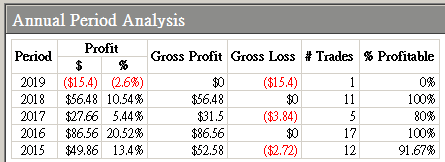 Annual Period Analysis
Period Profit Gross Profit Gross Loss # Trades % Profitable
$ %
2019 ($15.4) (2.6%) $0 ($15.4) 1 0%
2018 $56.48 10.54% $56.48 $0 11 100%
2017 $27.66 5.44% $31.5 ($3.84) 5 80%
2016 $86.56 20.52% $86.56 $0 17 100%
2015 $49.86 13.4% $52.58 ($2.72) 12 91.67%